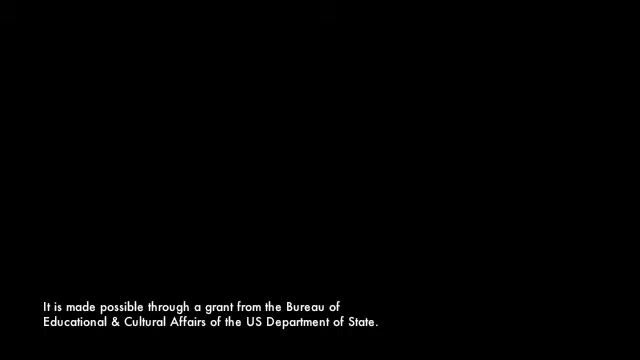 It is made possible through a grant from the Bureau of
Educational & Cultural Affairs of the US Department of State.